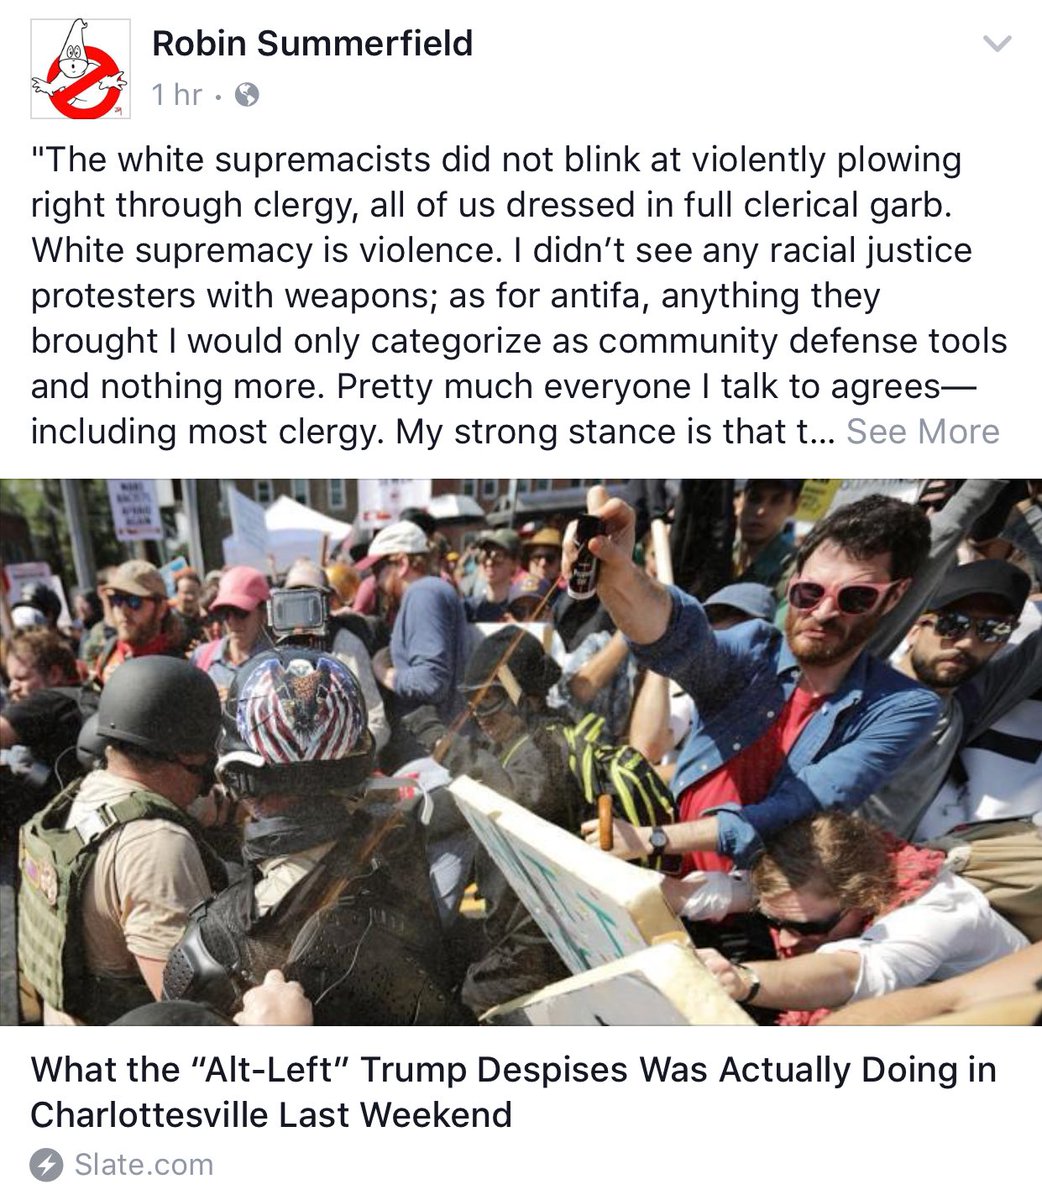 Robin Summerfield
1 hr ·
"The white supremacists did not blink at violently plowing
right through clergy, all of us dressed in full clerical garb.
White supremacy is violence. I didn’t see any racial justice
protesters with weapons; as for antifa, anything they
brought I would only categorize as community defense tools
and nothing more. Pretty much everyone I talk to agrees—
including most clergy. My strong stance is that t... See More
What the “Alt-Left” Trump Despises Was Actually Doing in
Charlottesville Last Weekend
Slate.com